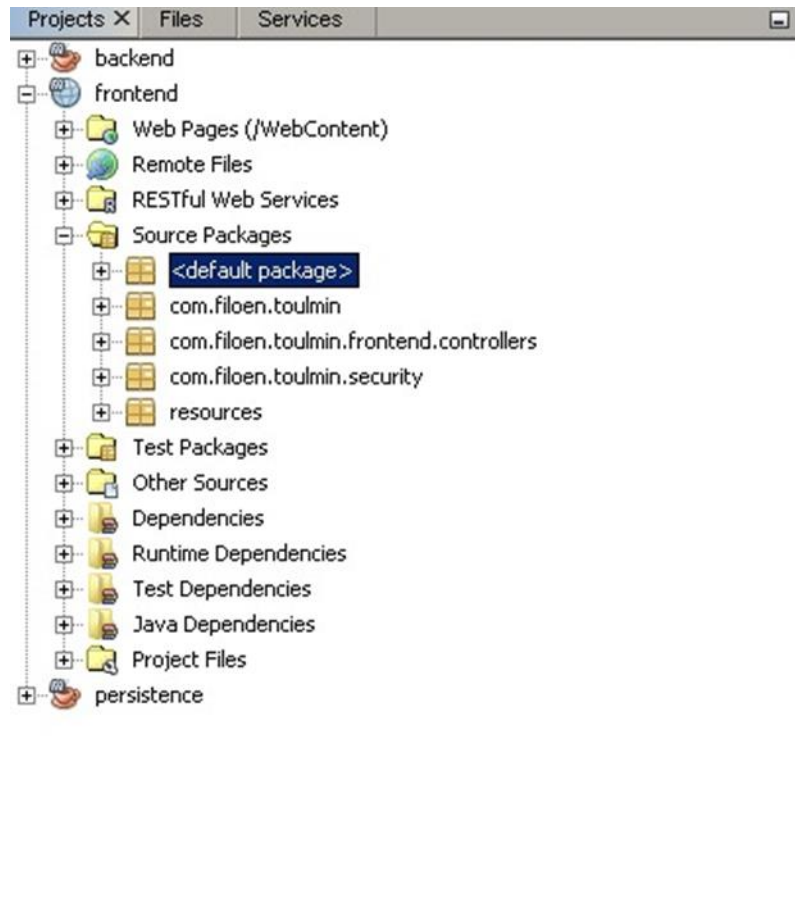 Projects Files Services
backend
frontend
Web Pages (/WebContent)
Remote Files
RESTful Web Services
Source Packages
<default package>
com.filoen.toulmin
com.filoen.toulmin.frontend.controllers
com.filoen.toulmin.security
resources
Test Packages
Other Sources
Dependencies
Runtime Dependencies
Test Dependencies
Java Dependencies
Project Files
persistence